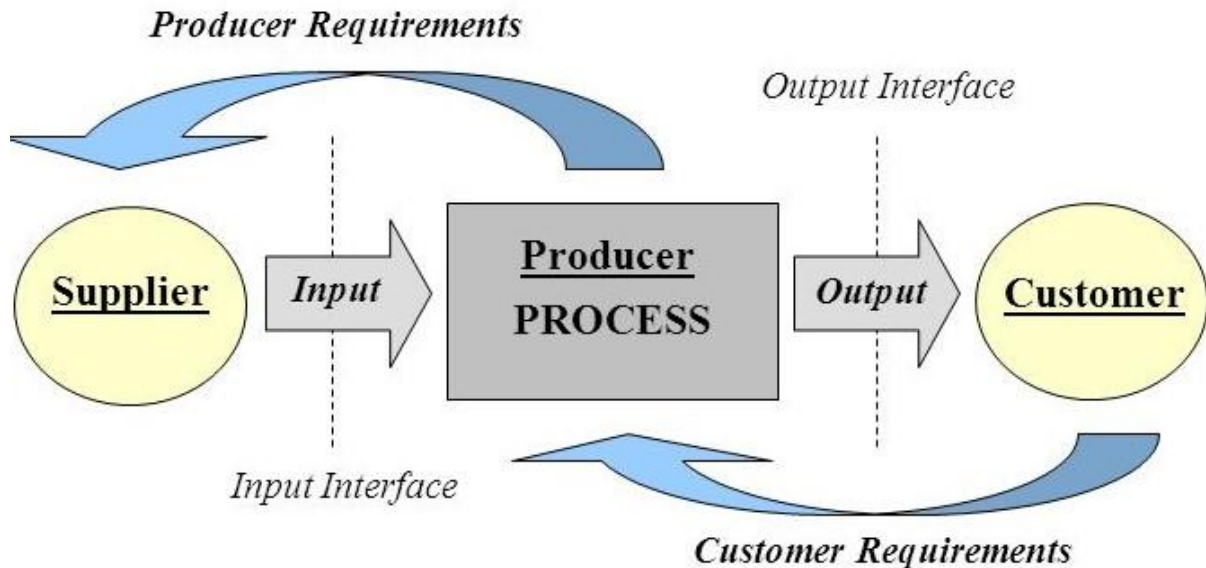 Producer Requirements
Output Interface
Supplier
Input
Producer
PROCESS
Output
Customer
Input Interface
Customer Requirements